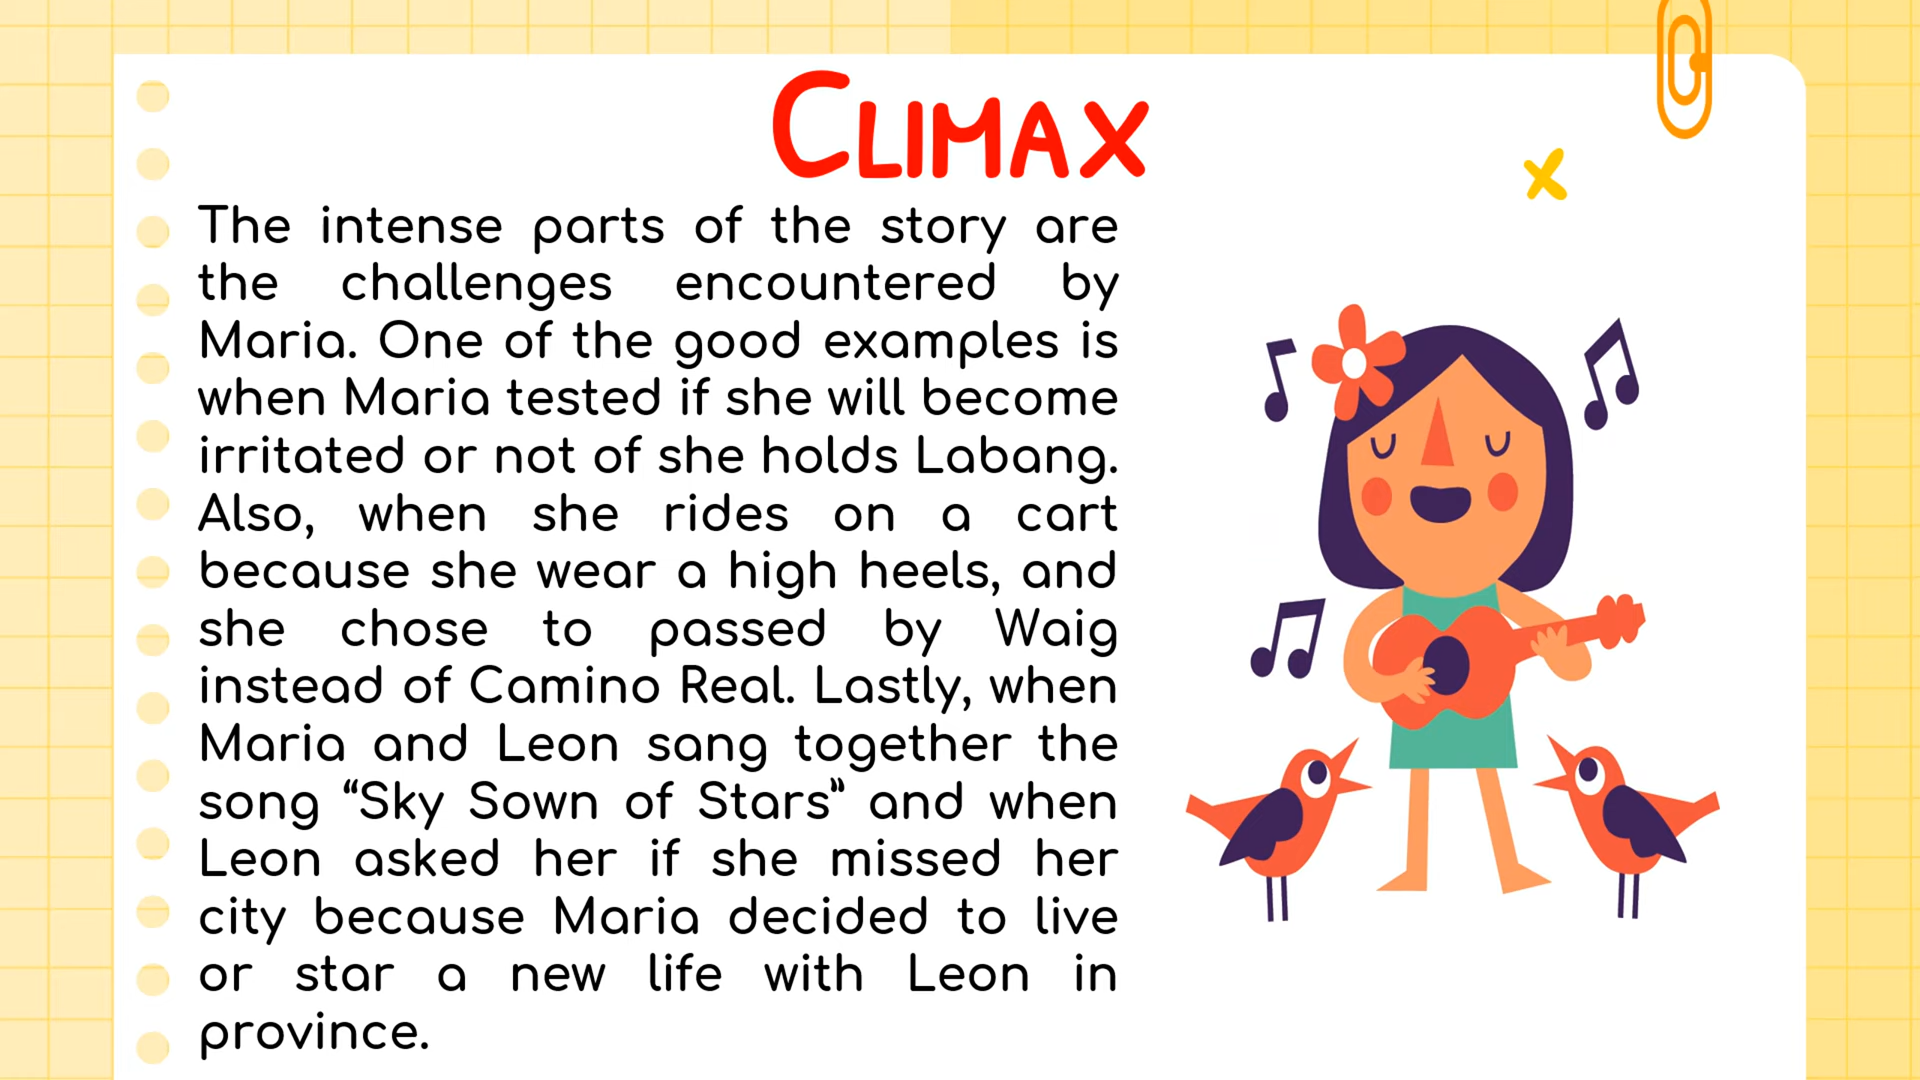 CLIMAX
The intense parts of the story are
the challenges encountered by
Maria. One of the good examples is
when Maria tested if she will become
irritated or not of she holds Labang.
Also, when she rides on a cart
because she wear a high heels, and
she chose to passed by Waig
instead of Camino Real. Lastly, when
Maria and Leon sang together the
song “Sky Sown of Stars” and when
Leon asked her if she missed her
city because Maria decided to live
or star a new life with Leon in
province.